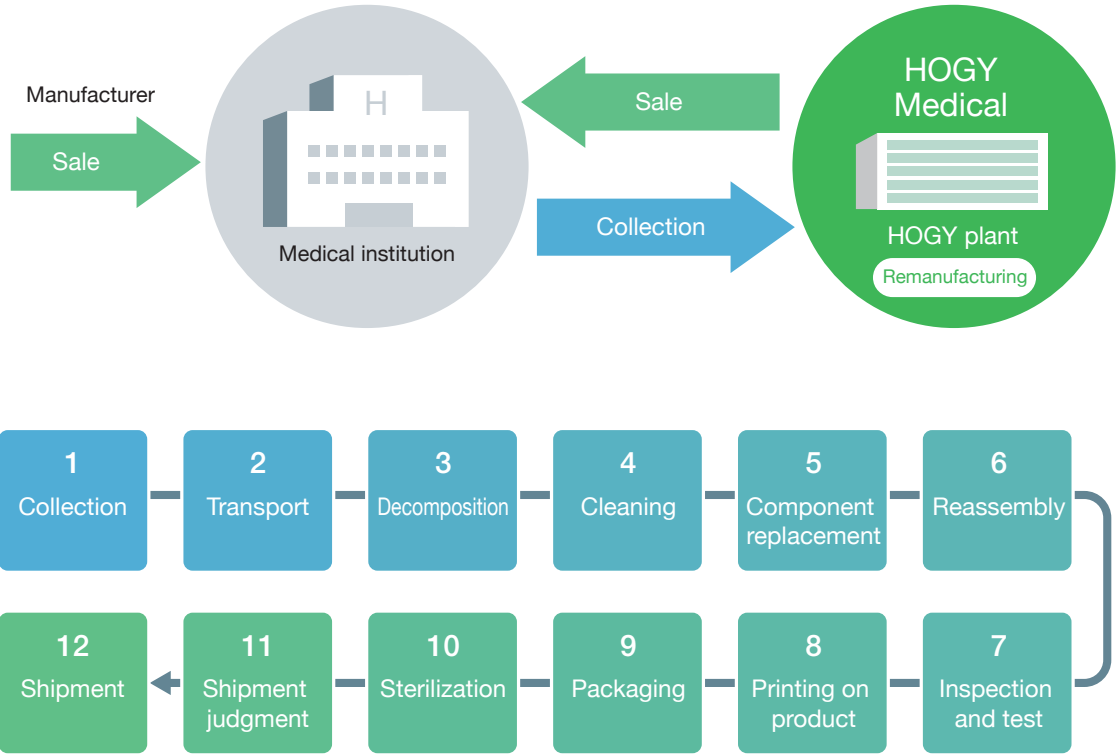 Manufacturer
Sale
H
Medical institution
Sale
Collection
HOGY
Medical
HOGY plant
Remanufacturing
1
Collection
2
Transport
3
Decomposition
4
Cleaning
5
Component
replacement
6
Reassembly
7
Inspection
and test
8
Printing on
product
9
Packaging
10
Sterilization
11
Shipment
judgment
12
Shipment